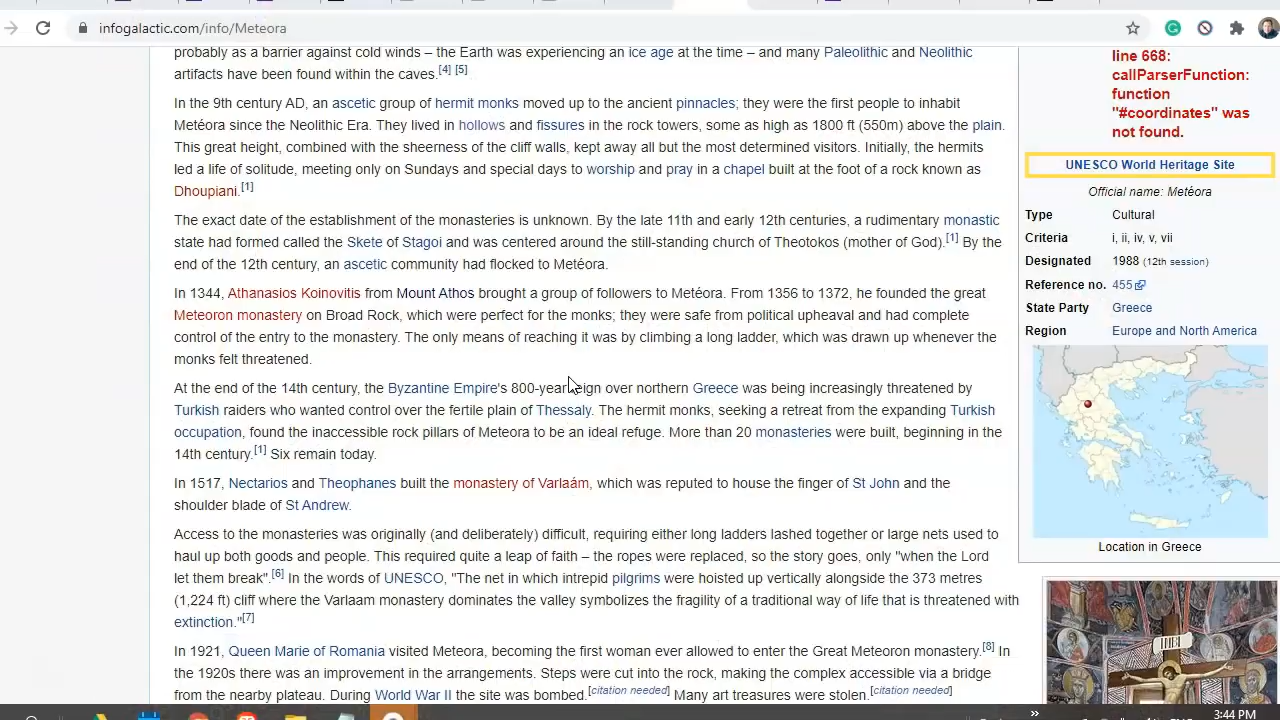 infogalactic.com/info/Meteora
probably as a barrier against cold winds – the Earth was experiencing an ice age at the time – and many Paleolithic and Neolithic
artifacts have been found within the caves.[4] [5]
In the 9th century AD, an ascetic group of hermit monks moved up to the ancient pinnacles; they were the first people to inhabit
Metéora since the Neolithic Era. They lived in hollows and fissures in the rock towers, some as high as 1800 ft (550m) above the plain.
This great height, combined with the sheerness of the cliff walls, kept away all but the most determined visitors. Initially, the hermits
led a life of solitude, meeting only on Sundays and special days to worship and pray in a chapel built at the foot of a rock known as
Dhoupiani.[1]
The exact date of the establishment of the monasteries is unknown. By the late 11th and early 12th centuries, a rudimentary monastic
state had formed called the Skete of Stagoi and was centered around the still-standing church of Theotokos (mother of God).[1] By the
end of the 12th century, an ascetic community had flocked to Metéora.
In 1344, Athanasios Koinovitis from Mount Athos brought a group of followers to Metéora. From 1356 to 1372, he founded the great
Meteoron monastery on Broad Rock, which were perfect for the monks; they were safe from political upheaval and had complete
control of the entry to the monastery. The only means of reaching it was by climbing a long ladder, which was drawn up whenever the
monks felt threatened.
At the end of the 14th century, the Byzantine Empire's 800-year reign over northern Greece was being increasingly threatened by
Turkish raiders who wanted control over the fertile plain of Thessaly. The hermit monks, seeking a retreat from the expanding Turkish
occupation, found the inaccessible rock pillars of Meteora to be an ideal refuge. More than 20 monasteries were built, beginning in the
14th century.[1] Six remain today.
In 1517, Nectarios and Theophanes built the monastery of Varlaám, which was reputed to house the finger of St John and the
shoulder blade of St Andrew.
Access to the monasteries was originally (and deliberately) difficult, requiring either long ladders lashed together or large nets used to
haul up both goods and people. This required quite a leap of faith – the ropes were replaced, so the story goes, only "when the Lord
let them break".[6] In the words of UNESCO, "The net in which intrepid pilgrims were hoisted up vertically alongside the 373 metres
(1,224 ft) cliff where the Varlaam monastery dominates the valley symbolizes the fragility of a traditional way of life that is threatened with
extinction."[7]
In 1921, Queen Marie of Romania visited Meteora, becoming the first woman ever allowed to enter the Great Meteoron monastery.[8] In
the 1920s there was an improvement in the arrangements. Steps were cut into the rock, making the complex accessible via a bridge
from the nearby plateau. During World War II the site was bombed.[citation needed] Many art treasures were stolen.[citation needed]
line 668:
callParserFunction:
function
"#coordinates" was
not found.
UNESCO World Heritage Site
Official name: Metéora
Type Cultural
Criteria i, ii, iv, v, vii
Designated 1988 (12th session)
Reference no. 455
State Party Greece
Region Europe and North America
Location in Greece
3:44 PM